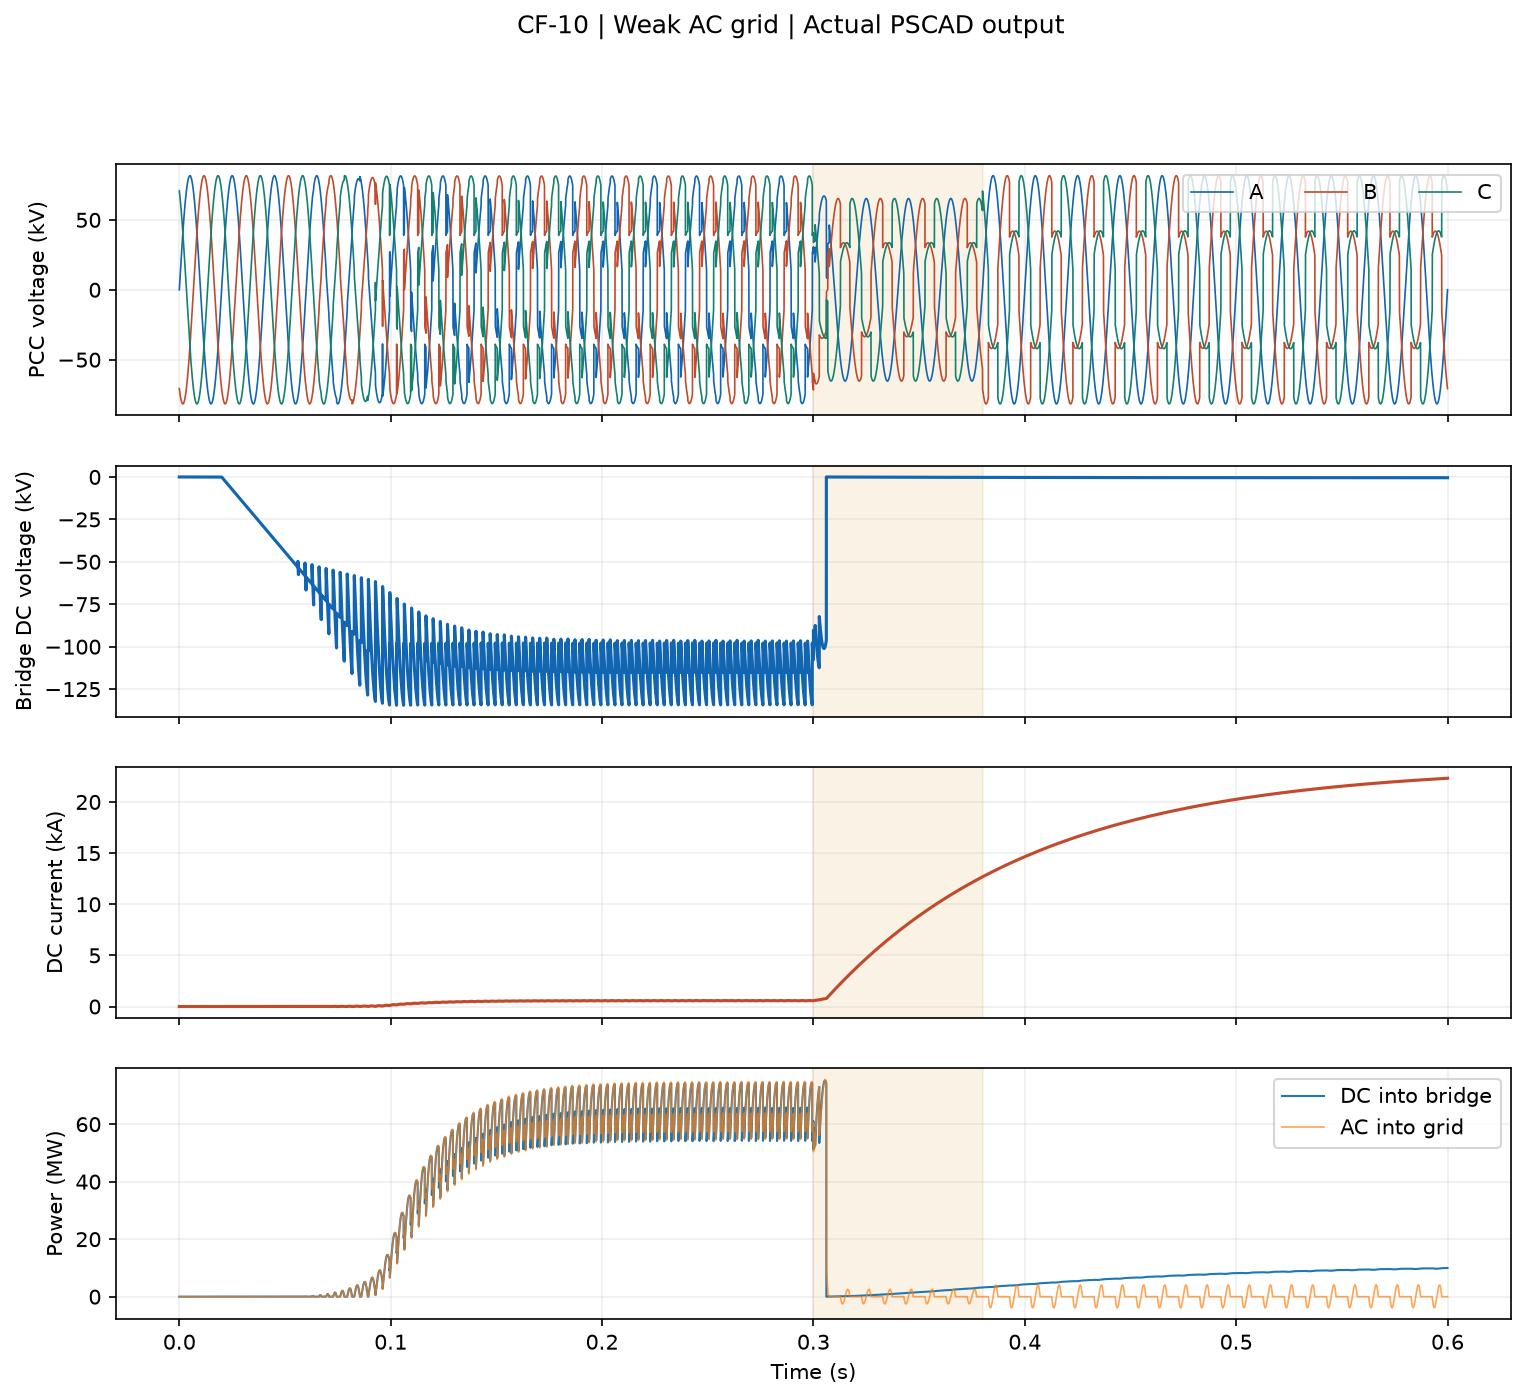 CF-10 | Weak AC grid | Actual PSCAD output
PCC voltage (kV)
50
0
−50
A
B
C
Bridge DC voltage (kV)
0
−25
−50
−75
−100
−125
DC current (kA)
20
15
10
5
0
Power (MW)
60
40
20
0
DC into bridge
AC into grid
0.0
0.1
0.2
0.3
0.4
0.5
0.6
Time (s)